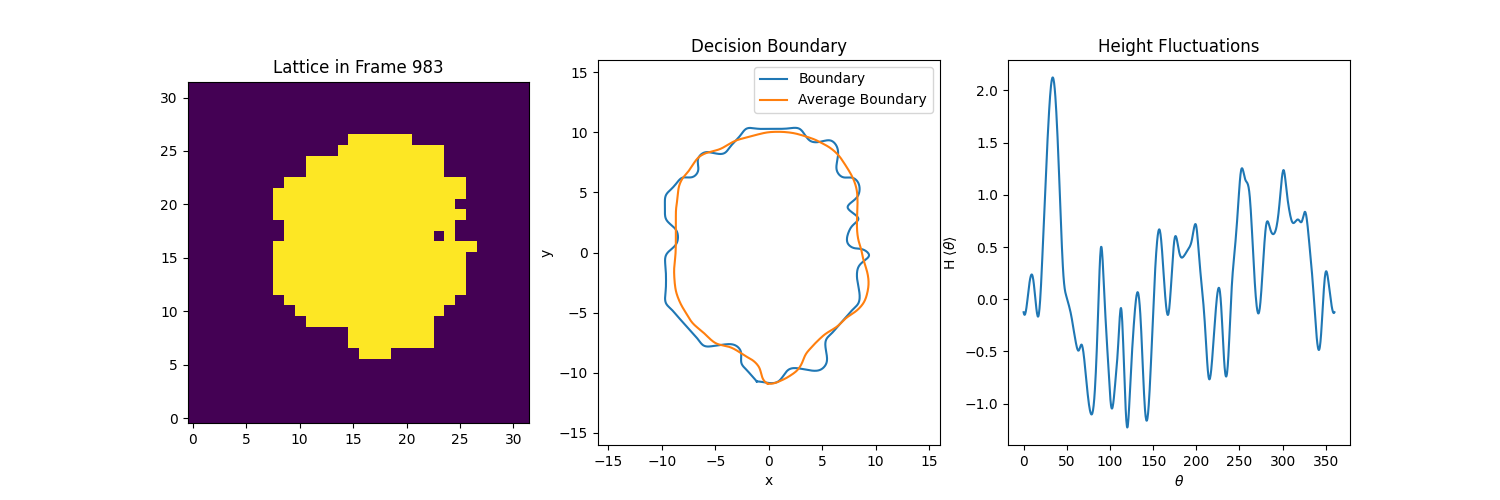 Lattice in Frame 983
30
25
20
15
10
5
0
0 5 10 15 20 25 30
Decision Boundary
Boundary
Average Boundary
y
15
10
5
0
−5
−10
−15
−15 −10 −5 0 5 10 15
x
Height Fluctuations
H (θ)
2.0
1.5
1.0
0.5
0.0
−0.5
−1.0
0 50 100 150 200 250 300 350
θ